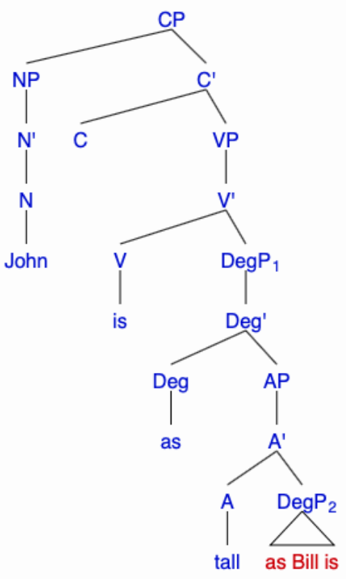 CP
NP C'
N' C VP
N V'
John V DegP₁
is Deg'
Deg AP
as A'
A DegP₂
tall as Bill is